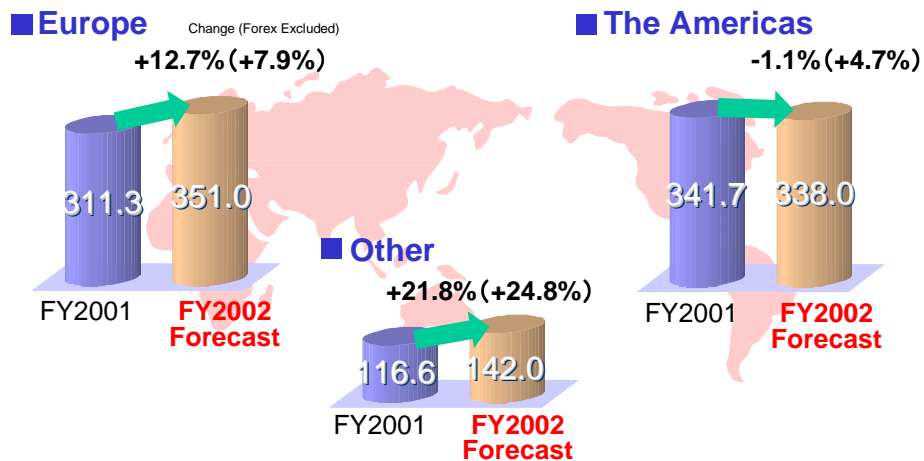 Europe
Change (Forex Excluded)
+12.7%(+7.9%)
311.3
351.0
FY2001
FY2002
Forecast
The Americas
-1.1%(+4.7%)
341.7
338.0
FY2001
FY2002
Forecast
Other
+21.8%(+24.8%)
116.6
142.0
FY2001
FY2002
Forecast